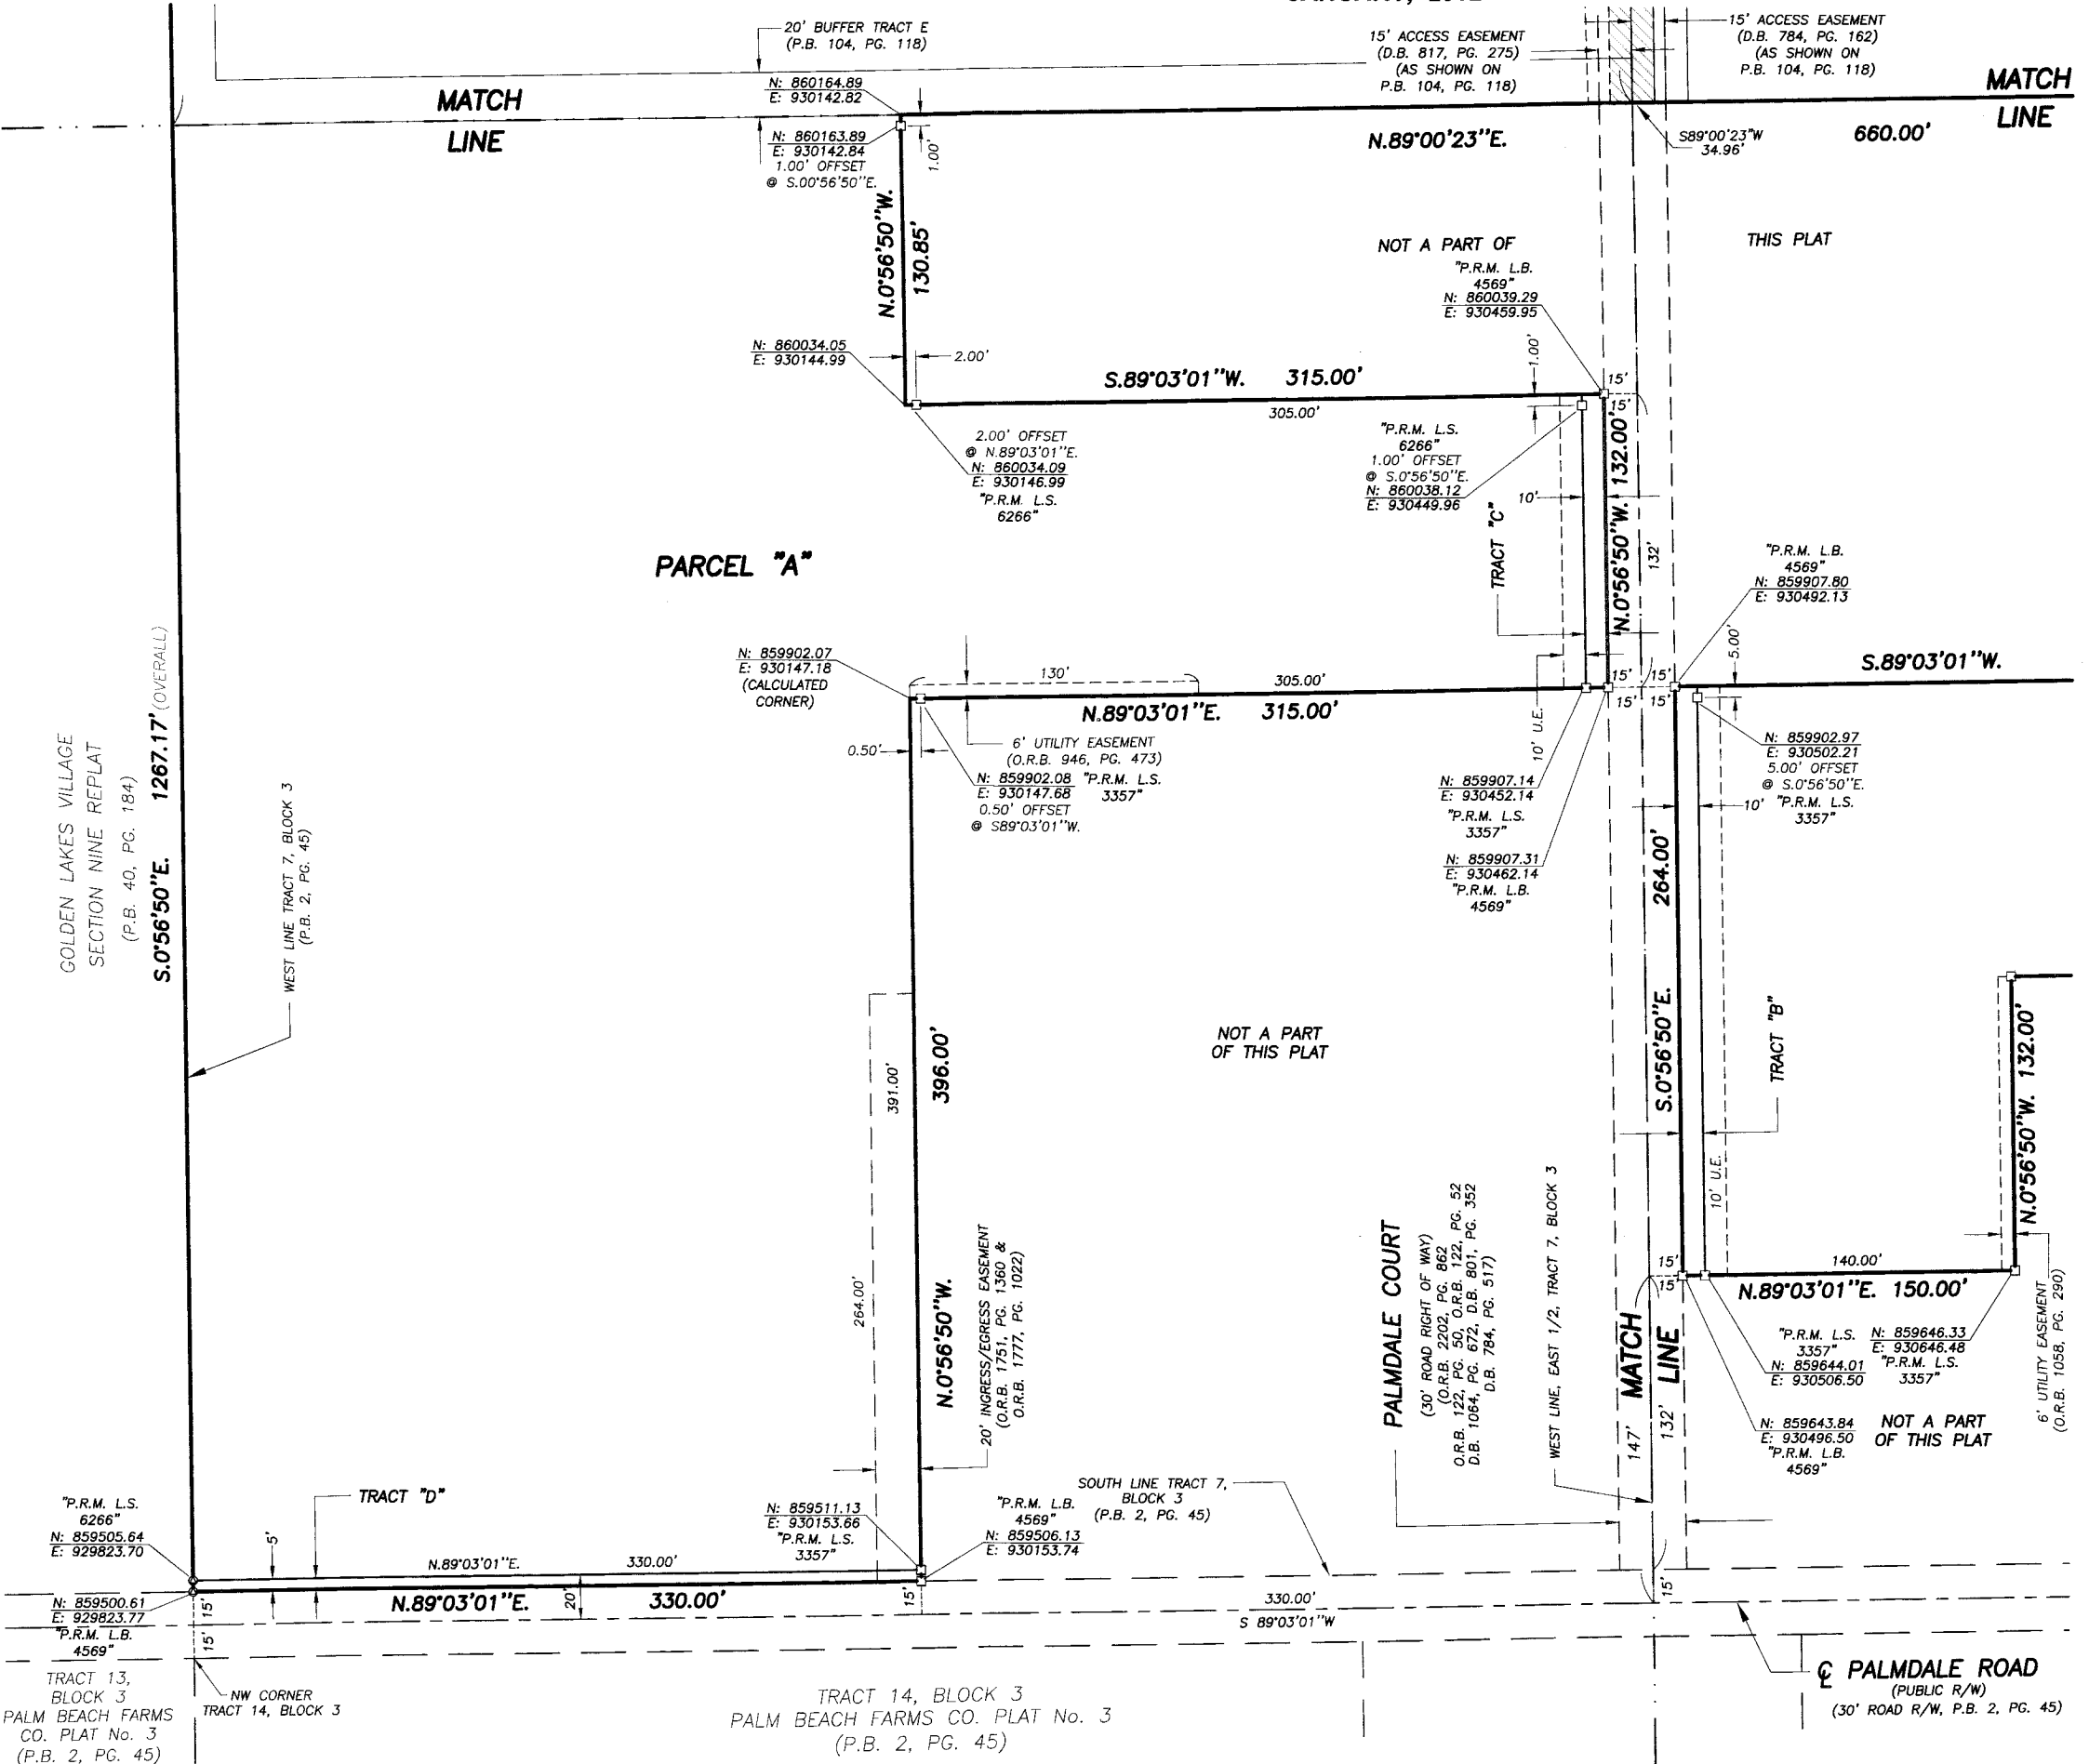 20' BUFFER TRACT E
(P.B. 104, PG. 118)
15' ACCESS EASEMENT
(D.B. 817, PG. 275)
(AS SHOWN ON
P.B. 104, PG. 118)
15' ACCESS EASEMENT
(D.B. 784, PG. 162)
(AS SHOWN ON
P.B. 104, PG. 118)
MATCH
LINE
MATCH
LINE
N: 860164.89
E: 930142.82
N: 860163.89
E: 930142.84
1.00' OFFSET
@ S.00°56'50"E.
1.00'
N.89°00'23"E.
660.00'
S89°00'23"W
34.96'
N.0°56'50"W.
130.85'
NOT A PART OF
THIS PLAT
"P.R.M. L.B.
4569"
N: 860039.29
E: 930459.95
N: 860034.05
E: 930144.99
2.00'
S.89°03'01"W. 315.00'
305.00'
1.00'
15'
15'
2.00' OFFSET
@ N.89°03'01"E.
N: 860034.09
E: 930146.99
"P.R.M. L.S.
6266"
"P.R.M. L.S.
6266"
1.00' OFFSET
@ S.0°56'50"E.
N: 860038.12
E: 930449.96
10'
TRACT "C"
N.0°56'50"W. 132.00'
132'
PARCEL "A"
"P.R.M. L.B.
4569"
N: 859907.80
E: 930492.13
N: 859902.07
E: 930147.18
(CALCULATED
CORNER)
130'
305.00'
N.89°03'01"E. 315.00'
0.50'
6' UTILITY EASEMENT
(O.R.B. 946, PG. 473)
N: 859902.08
E: 930147.68
"P.R.M. L.S.
3357"
0.50' OFFSET
@ S89°03'01"W.
10' U.E.
15'
15'
15'
15'
5.00'
S.89°03'01"W.
N: 859902.97
E: 930502.21
5.00' OFFSET
@ S.0°56'50"E.
10'
"P.R.M. L.S.
3357"
N: 859907.14
E: 930452.14
"P.R.M. L.S.
3357"
N: 859907.31
E: 930462.14
"P.R.M. L.B.
4569"
GOLDEN LAKES VILLAGE
SECTION NINE REPLAT
(P.B. 40, PG. 184)
S.0°56'50"E. 1267.17' (OVERALL)
WEST LINE TRACT 7, BLOCK 3
(P.B. 2, PG. 45)
264.00'
S.0°56'50"E.
TRACT "B"
10' U.E.
N.0°56'50"W. 132.00'
NOT A PART
OF THIS PLAT
391.00'
396.00'
264.00'
N.0°56'50"W.
20' INGRESS/EGRESS EASEMENT
(O.R.B. 1751, PG. 1360 &
O.R.B. 1777, PG. 1022)
PALMDALE COURT
(30' ROAD RIGHT OF WAY)
(O.R.B. 2202, PG. 862
O.R.B. 122, PG. 50, O.R.B. 122, PG. 52
D.B. 1064, PG. 672, D.B. 801, PG. 352
D.B. 784, PG. 517)
WEST LINE, EAST 1/2, TRACT 7, BLOCK 3
147'
MATCH
LINE
132'
15'
15'
140.00'
N.89°03'01"E. 150.00'
"P.R.M. L.S.
3357"
N: 859644.01
E: 930506.50
N: 859646.33
E: 930646.48
"P.R.M. L.S.
3357"
N: 859643.84
E: 930496.50
"P.R.M. L.B.
4569"
NOT A PART
OF THIS PLAT
6' UTILITY EASEMENT
(O.R.B. 1058, PG. 290)
"P.R.M. L.S.
6266"
N: 859505.64
E: 929823.70
5'
TRACT "D"
N: 859511.13
E: 930153.66
"P.R.M. L.S.
3357"
"P.R.M. L.B.
4569"
N: 859506.13
E: 930153.74
SOUTH LINE TRACT 7,
BLOCK 3
(P.B. 2, PG. 45)
N.89°03'01"E. 330.00'
N.89°03'01"E. 330.00'
20'
15'
330.00'
S 89°03'01"W
15'
N: 859500.61
E: 929823.77
"P.R.M. L.B.
4569"
15'
15'
TRACT 13,
BLOCK 3
PALM BEACH FARMS
CO. PLAT No. 3
(P.B. 2, PG. 45)
NW CORNER
TRACT 14, BLOCK 3
TRACT 14, BLOCK 3
PALM BEACH FARMS CO. PLAT No. 3
(P.B. 2, PG. 45)
℄ PALMDALE ROAD
(PUBLIC R/W)
(30' ROAD R/W, P.B. 2, PG. 45)